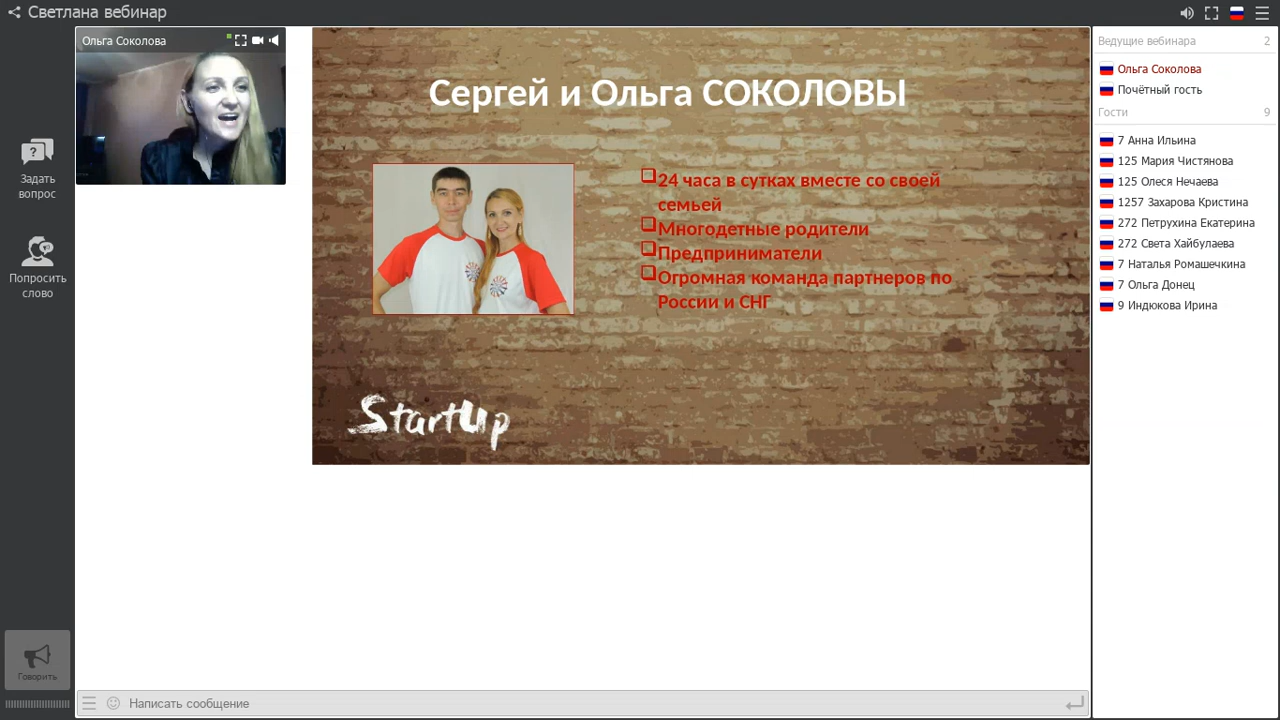 Светлана вебинар
Ольга Соколова
Задать
вопрос
Попросить
слово
Говорить
Сергей и Ольга СОКОЛОВЫ
24 часа в сутках вместе со своей
семьей
Многодетные родители
Предприниматели
Огромная команда партнеров по
России и СНГ
StartUp
Написать сообщение
Ведущие вебинара 2
Ольга Соколова
Почётный гость
Гости 9
7 Анна Ильина
125 Мария Чистянова
125 Олеся Нечаева
1257 Захарова Кристина
272 Петрухина Екатерина
272 Света Хайбулаева
7 Наталья Ромашечкина
7 Ольга Донец
9 Индюкова Ирина